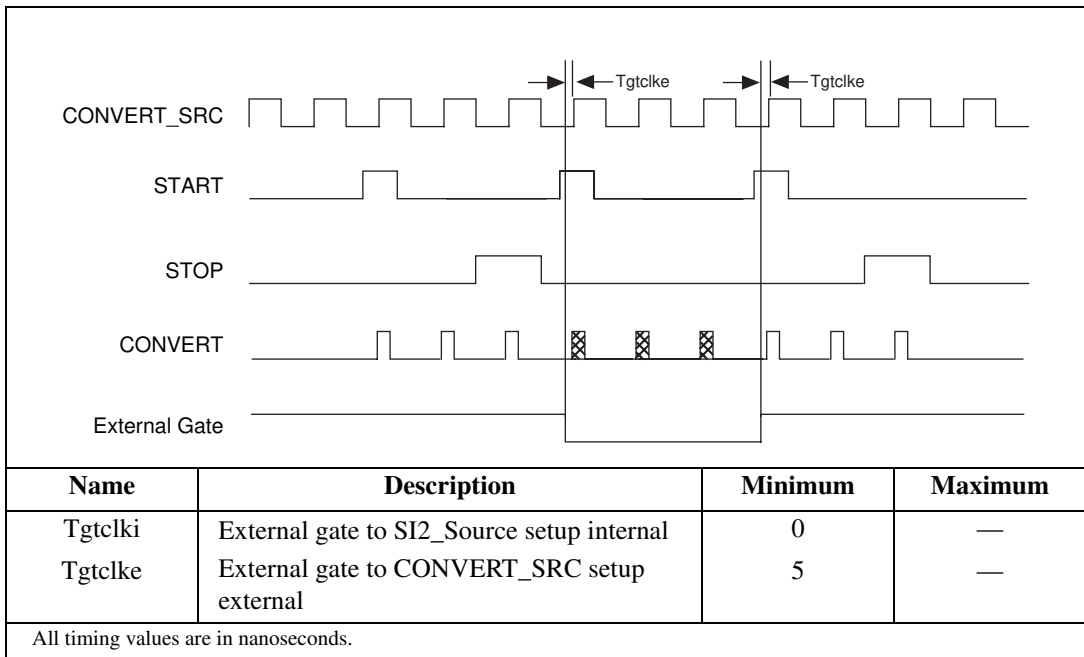 Tgtclke Tgtclke
CONVERT_SRC
START
STOP
CONVERT
External Gate
Name Description Minimum Maximum
Tgtclki External gate to SI2_Source setup internal 0 —
Tgtclke External gate to CONVERT_SRC setup 5 —
external
All timing values are in nanoseconds.